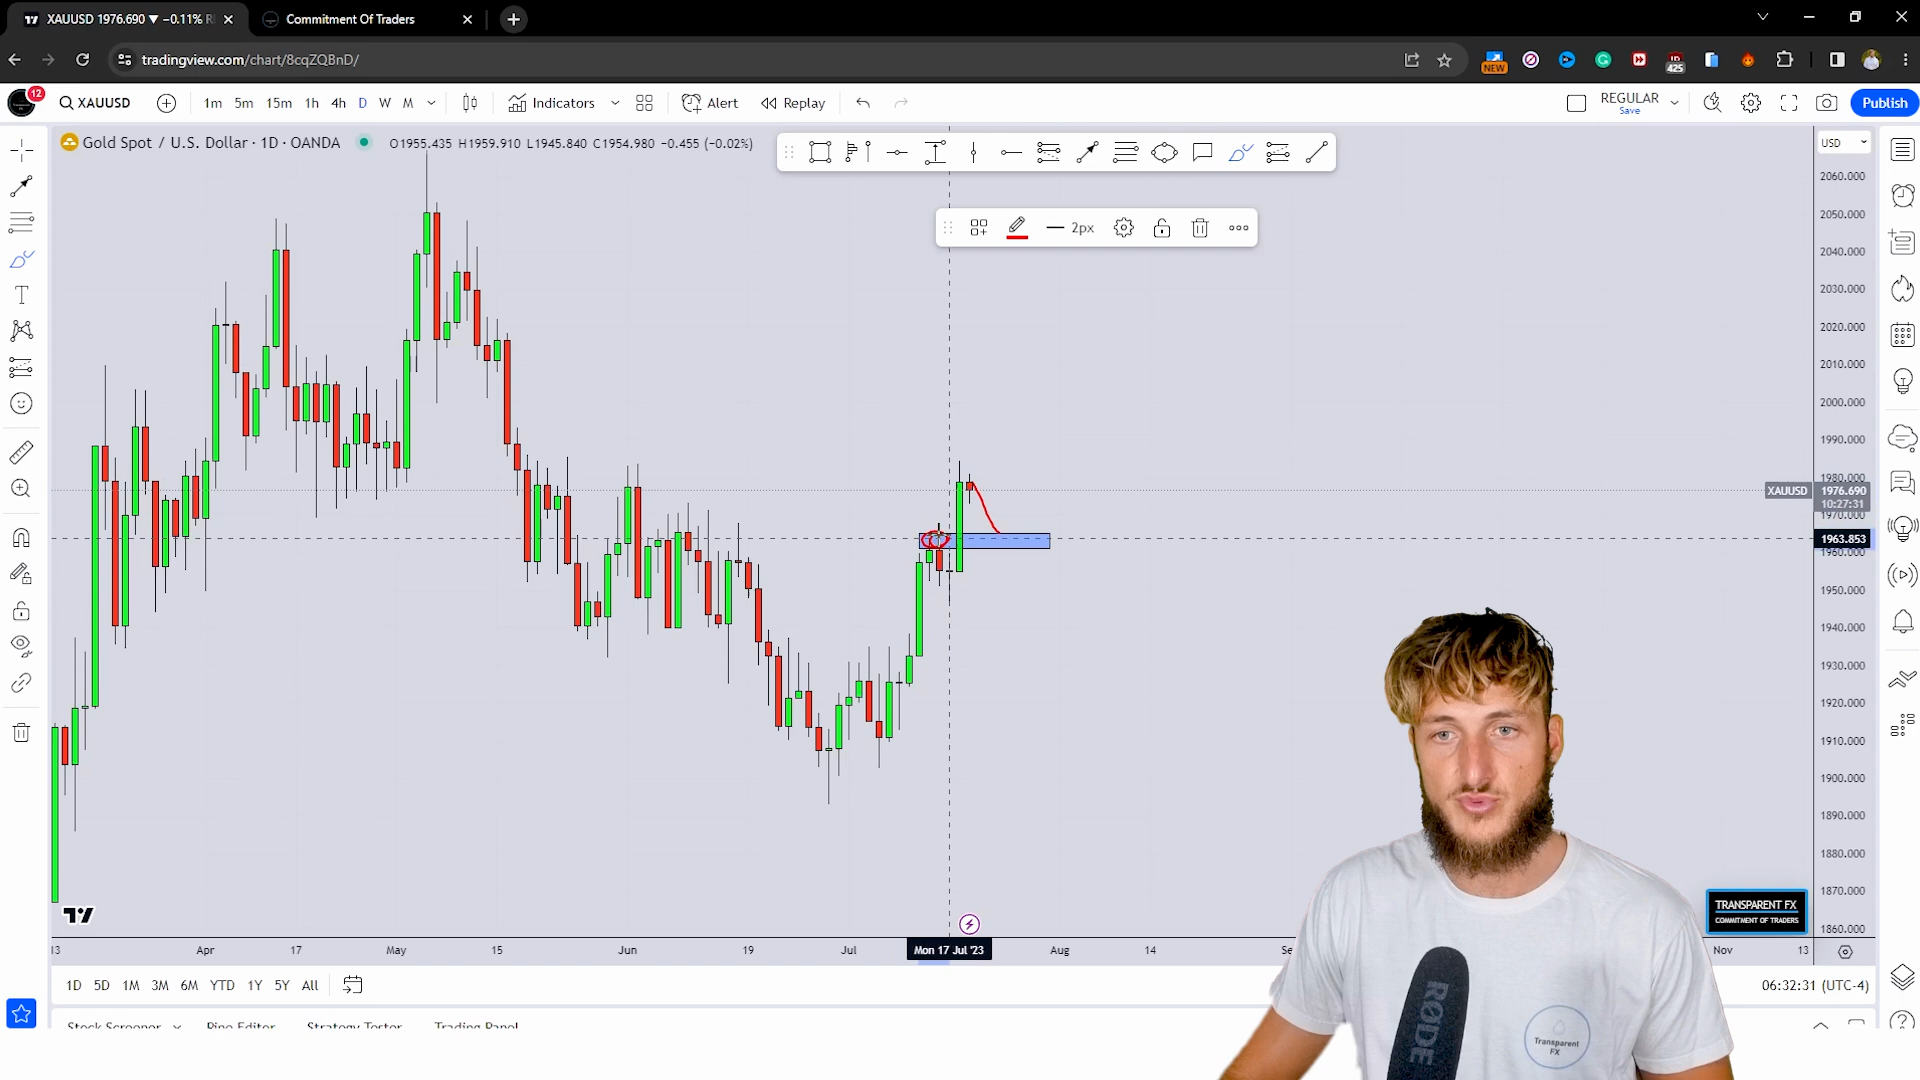 XAUUSD 1976.690 ▼ −0.11% R
Commitment Of Traders
tradingview.com/chart/8cqZQBnD/
NEW
425
12
XAUUSD
1m 5m 15m 1h 4h D W M
Indicators
Alert
Replay
REGULAR
Save
Publish
Gold Spot / U.S. Dollar · 1D · OANDA
O1955.435 H1959.910 L1945.840 C1954.980 −0.455 (−0.02%)
USD
2px
2060.000
2050.000
2040.000
2030.000
2020.000
2010.000
2000.000
1990.000
1980.000
XAUUSD 1976.690
10:27:31
1970.000
1963.853
1960.000
1950.000
1940.000
1930.000
1920.000
1910.000
1900.000
1890.000
1880.000
1870.000
1860.000
TRANSPARENT FX
COMMITMENT OF TRADERS
13 Apr 17 May 15 Jun 19 Jul Mon 17 Jul '23 Aug 14 Se Nov 13
1D 5D 1M 3M 6M YTD 1Y 5Y All
06:32:31 (UTC-4)
Stock Screener Pine Editor Strategy Tester Trading Panel
RØDE
Transparent
FX